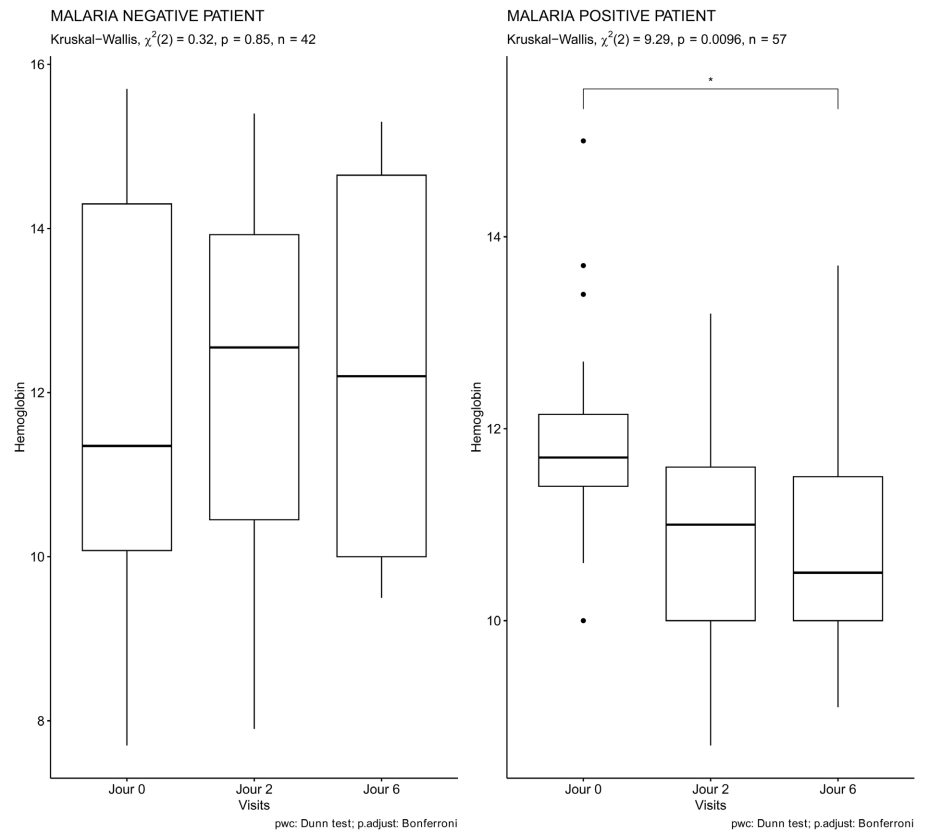 MALARIA NEGATIVE PATIENT
Kruskal−Wallis, χ²(2) = 0.32, p = 0.85, n = 42
16
14
12
10
8
Hemoglobin
Jour 0 Jour 2 Jour 6
Visits
pwc: Dunn test; p.adjust: Bonferroni
MALARIA POSITIVE PATIENT
Kruskal−Wallis, χ²(2) = 9.29, p = 0.0096, n = 57
*
14
12
10
Hemoglobin
Jour 0 Jour 2 Jour 6
Visits
pwc: Dunn test; p.adjust: Bonferroni